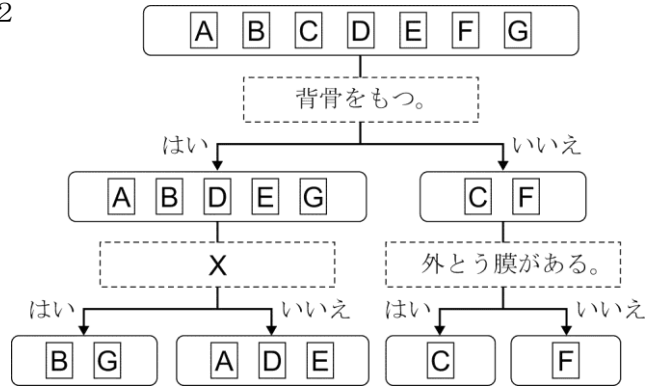 2
A B C D E F G
背骨をもつ。
はい いいえ
A B D E G C F
X 外とう膜がある。
はい いいえ はい いいえ
B G A D E C F